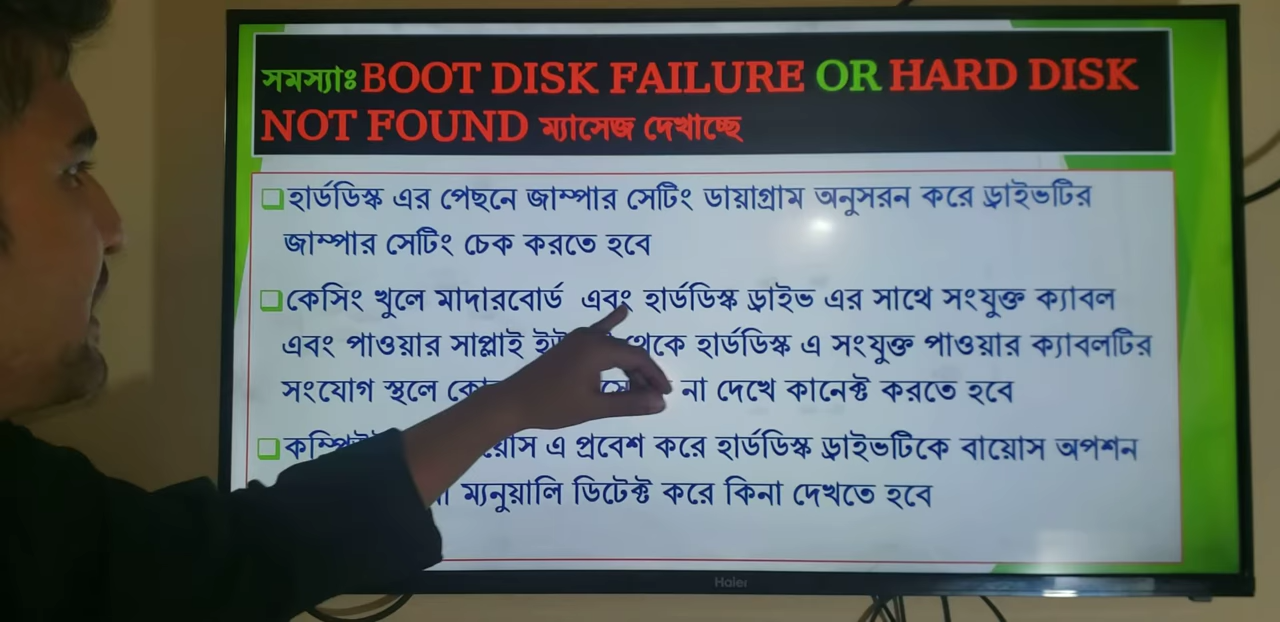 সমস্যাঃ BOOT DISK FAILURE OR HARD DISK
NOT FOUND ম্যাসেজ দেখাচ্ছে
হার্ডডিস্ক এর পেছনে জাম্পার সেটিং ডায়াগ্রাম অনুসরন করে ড্রাইভটির
জাম্পার সেটিং চেক করতে হবে
কেসিং খুলে মাদারবোর্ড এবং হার্ডডিস্ক ড্রাইভ এর সাথে সংযুক্ত ক্যাবল
এবং পাওয়ার সাপ্লাই থেকে হার্ডডিস্ক এ সংযুক্ত পাওয়ার ক্যাবলটির
সংযোগ স্থলে না দেখে কানেক্ট করতে হবে
এ প্রবেশ করে হার্ডডিস্ক ড্রাইভটিকে বায়োস অপশন
ম্যনুয়ালি ডিটেক্ট করে কিনা দেখতে হবে
Haier